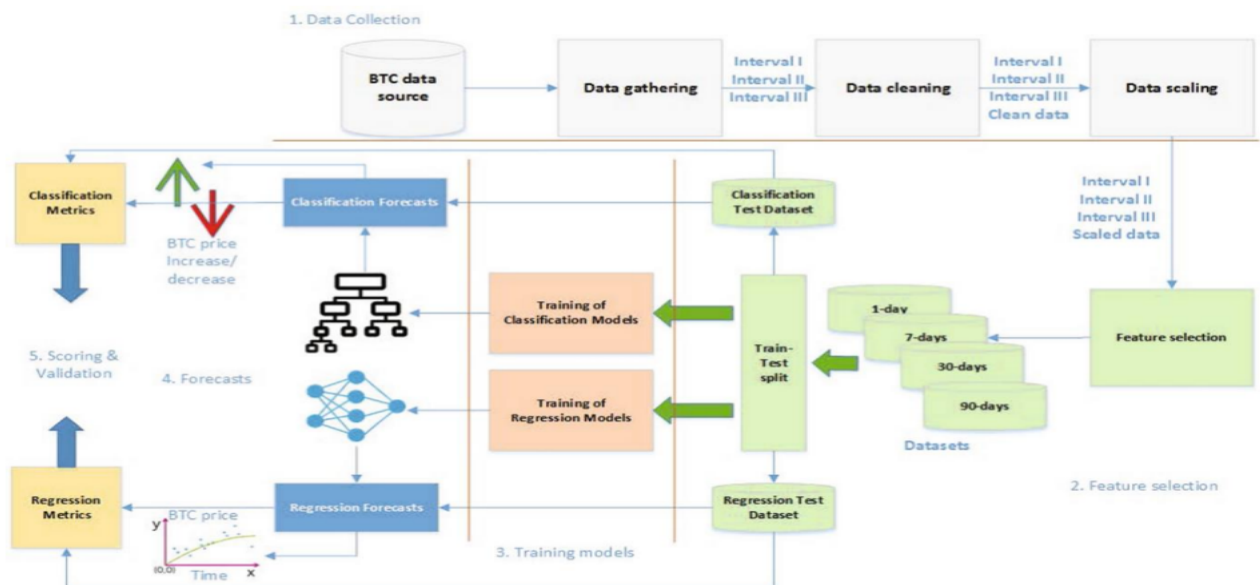 1. Data Collection
BTC data
source
Data gathering
Interval I
Interval II
Interval III
Data cleaning
Interval I
Interval II
Interval III
Clean data
Data scaling
Classification
Metrics
BTC price
Increase/
decrease
Classification Forecasts
Classification
Test Dataset
Interval I
Interval II
Interval III
Scaled data
Training of
Classification Models
Train-
Test
split
1-day
7-days
30-days
90-days
Datasets
Feature selection
5. Scoring &
Validation
4. Forecasts
Training of
Regression Models
2. Feature selection
Regression
Metrics
BTC price
y
(0,0)
Time
x
Regression Forecasts
Regression Test
Dataset
3. Training models